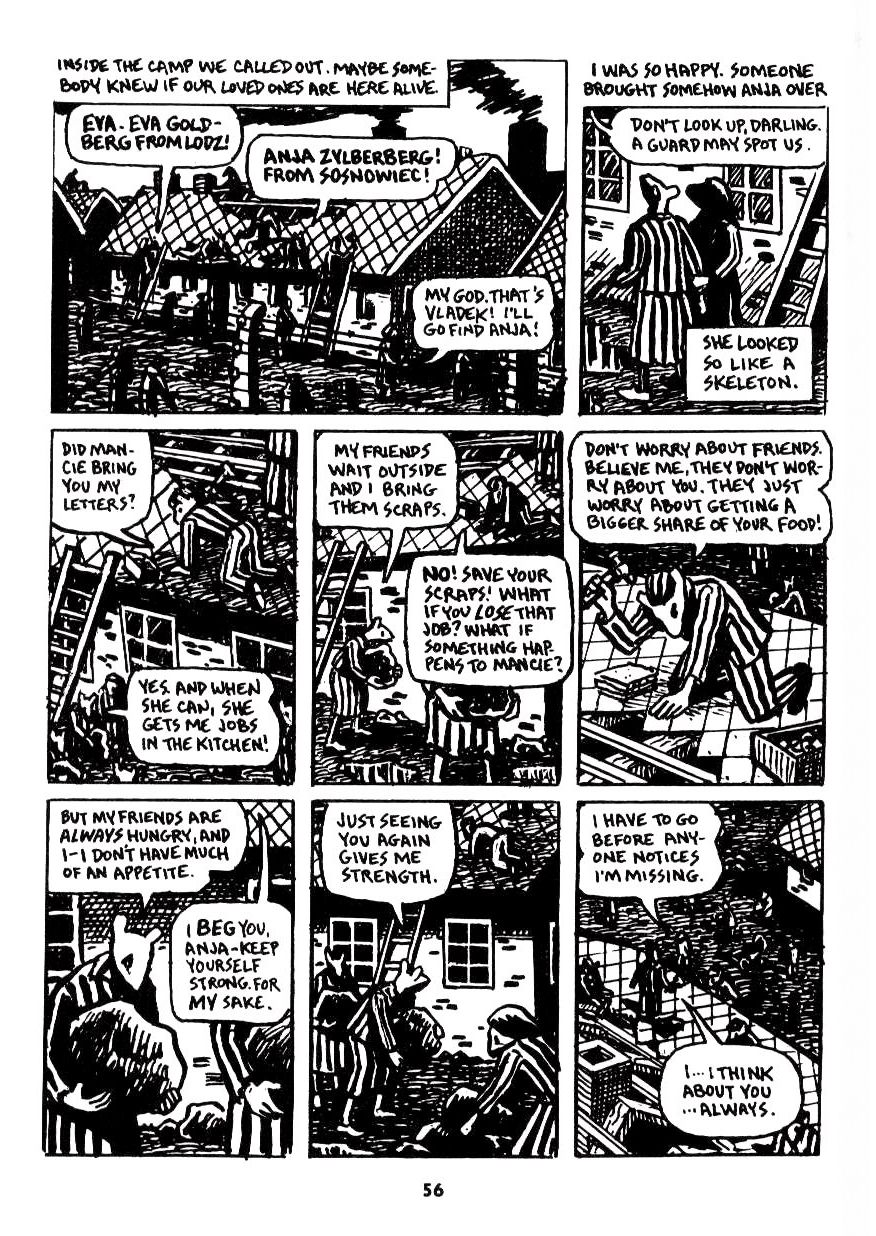 INSIDE THE CAMP WE CALLED OUT. MAYBE SOME-
BODY KNEW IF OUR LOVED ONES ARE HERE ALIVE.
EVA - EVA GOLD-
BERG FROM LODZ!
ANJA ZYLBERBERG!
FROM SOSNOWIEC!
MY GOD. THAT'S
VLADEK! I'LL
GO FIND ANJA!
I WAS SO HAPPY. SOMEONE
BROUGHT SOMEHOW ANJA OVER
DON'T LOOK UP, DARLING.
A GUARD MAY SPOT US.
SHE LOOKED
SO LIKE A
SKELETON.
DID MAN-
CIE BRING
YOU MY
LETTERS?
YES. AND WHEN
SHE CAN, SHE
GETS ME JOBS
IN THE KITCHEN!
MY FRIENDS
WAIT OUTSIDE
AND I BRING
THEM SCRAPS.
NO! SAVE YOUR
SCRAPS! WHAT
IF YOU LOSE THAT
JOB? WHAT IF
SOMETHING HAP-
PENS TO MANCIE?
DON'T WORRY ABOUT FRIENDS.
BELIEVE ME, THEY DON'T WOR-
RY ABOUT YOU. THEY JUST
WORRY ABOUT GETTING A
BIGGER SHARE OF YOUR FOOD!
BUT MY FRIENDS ARE
ALWAYS HUNGRY, AND
I-I DON'T HAVE MUCH
OF AN APPETITE.
I BEG YOU,
ANJA-KEEP
YOURSELF
STRONG. FOR
MY SAKE.
JUST SEEING
YOU AGAIN
GIVES ME
STRENGTH.
I HAVE TO GO
BEFORE ANY-
ONE NOTICES
I'M MISSING.
I... I THINK
ABOUT YOU
...ALWAYS.
56